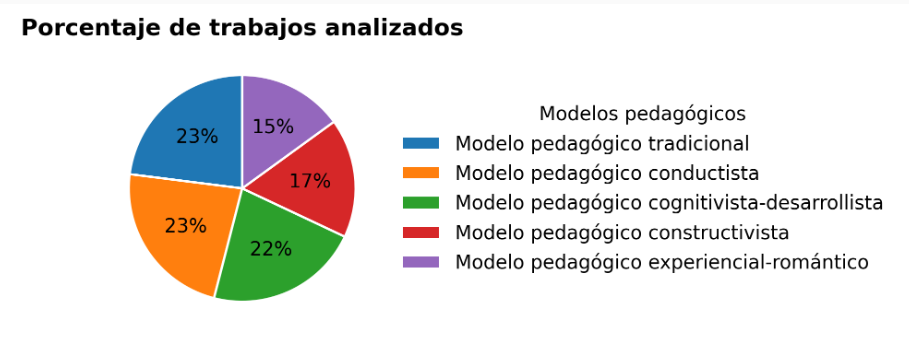 Porcentaje de trabajos analizados
23%
15%
17%
23%
22%
Modelos pedagógicos
Modelo pedagógico tradicional
Modelo pedagógico conductista
Modelo pedagógico cognitivista-desarrollista
Modelo pedagógico constructivista
Modelo pedagógico experiencial-romántico